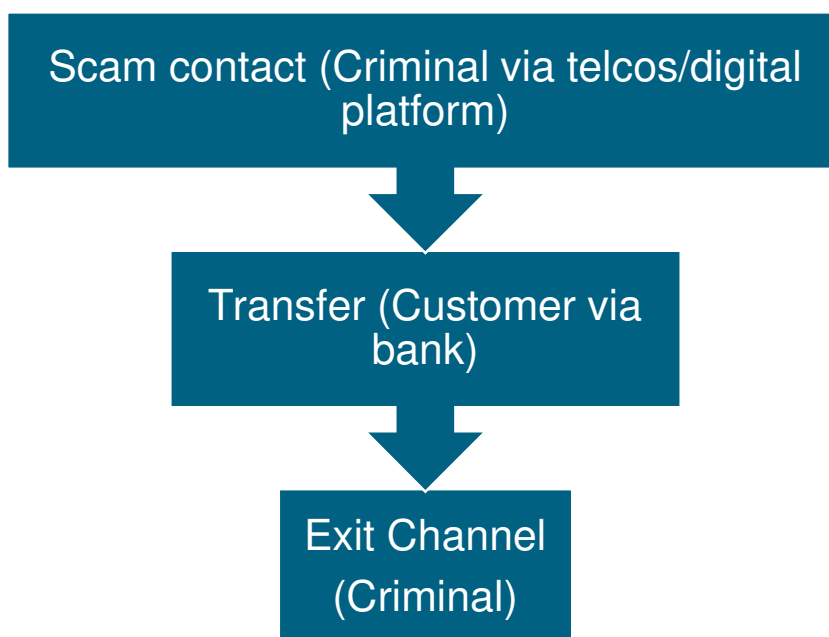 Scam contact (Criminal via telcos/digital
platform)
Transfer (Customer via
bank)
Exit Channel
(Criminal)